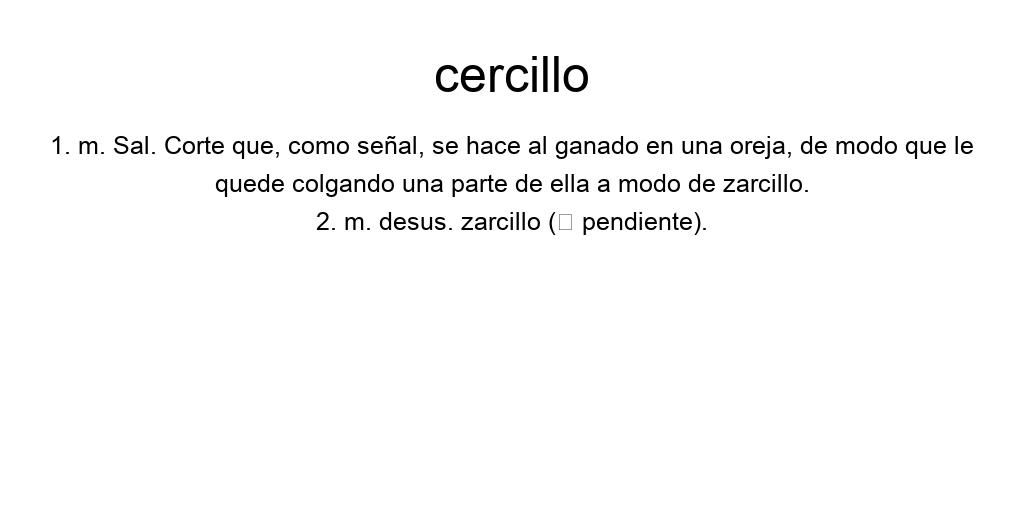 cercillo
1. m. Sal. Corte que, como señal, se hace al ganado en una oreja, de modo que le
quede colgando una parte de ella a modo de zarcillo.
2. m. desus. zarcillo (□ pendiente).